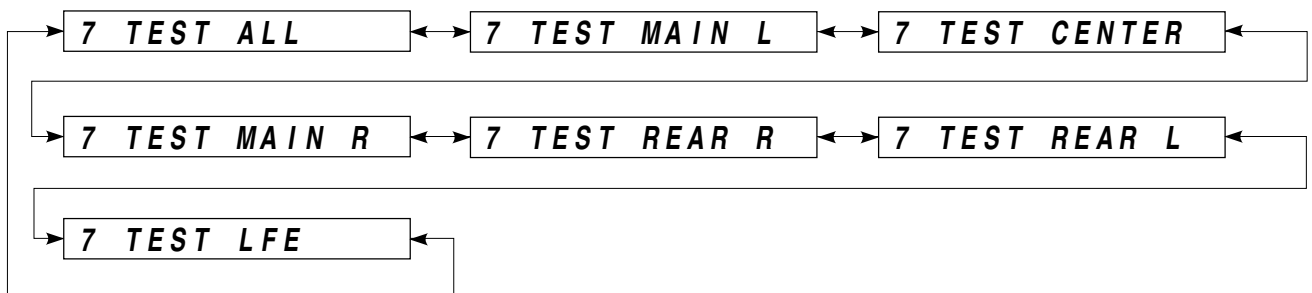 7 TEST ALL
7 TEST MAIN L
7 TEST CENTER
7 TEST MAIN R
7 TEST REAR R
7 TEST REAR L
7 TEST LFE